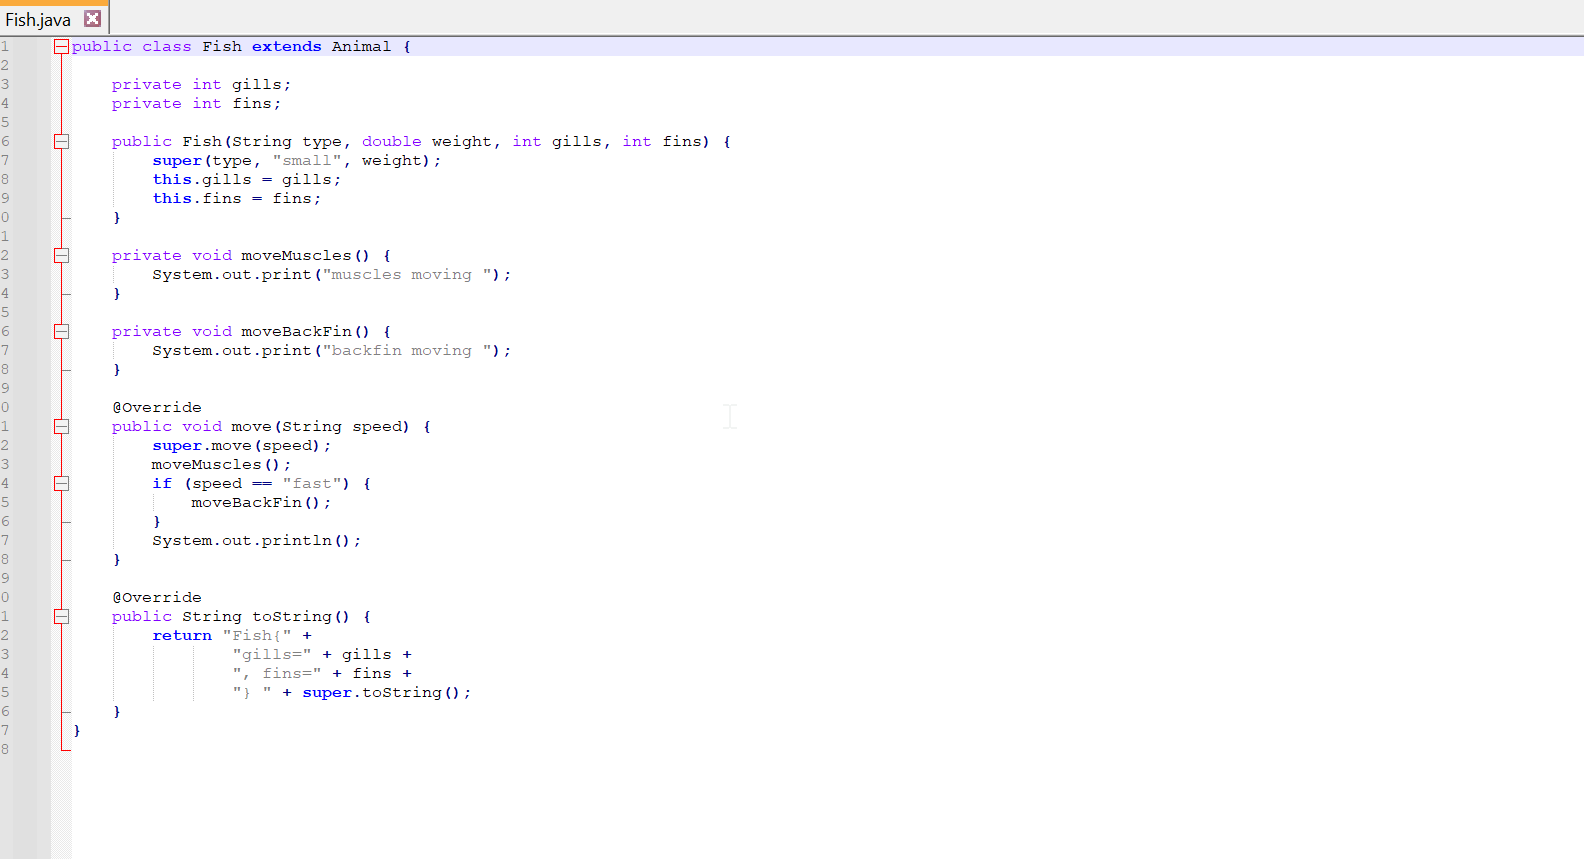 Fish.java
1 public class Fish extends Animal {
2
3     private int gills;
4     private int fins;
5
6     public Fish(String type, double weight, int gills, int fins) {
7         super(type, "small", weight);
8         this.gills = gills;
9         this.fins = fins;
0     }
1
2     private void moveMuscles() {
3         System.out.print("muscles moving ");
4     }
5
6     private void moveBackFin() {
7         System.out.print("backfin moving ");
8     }
9
0     @Override
1     public void move(String speed) {
2         super.move(speed);
3         moveMuscles();
4         if (speed == "fast") {
5             moveBackFin();
6         }
7         System.out.println();
8     }
9
0     @Override
1     public String toString() {
2         return "Fish{" +
3                 "gills=" + gills +
4                 ", fins=" + fins +
5                 "} " + super.toString();
6     }
7 }
8